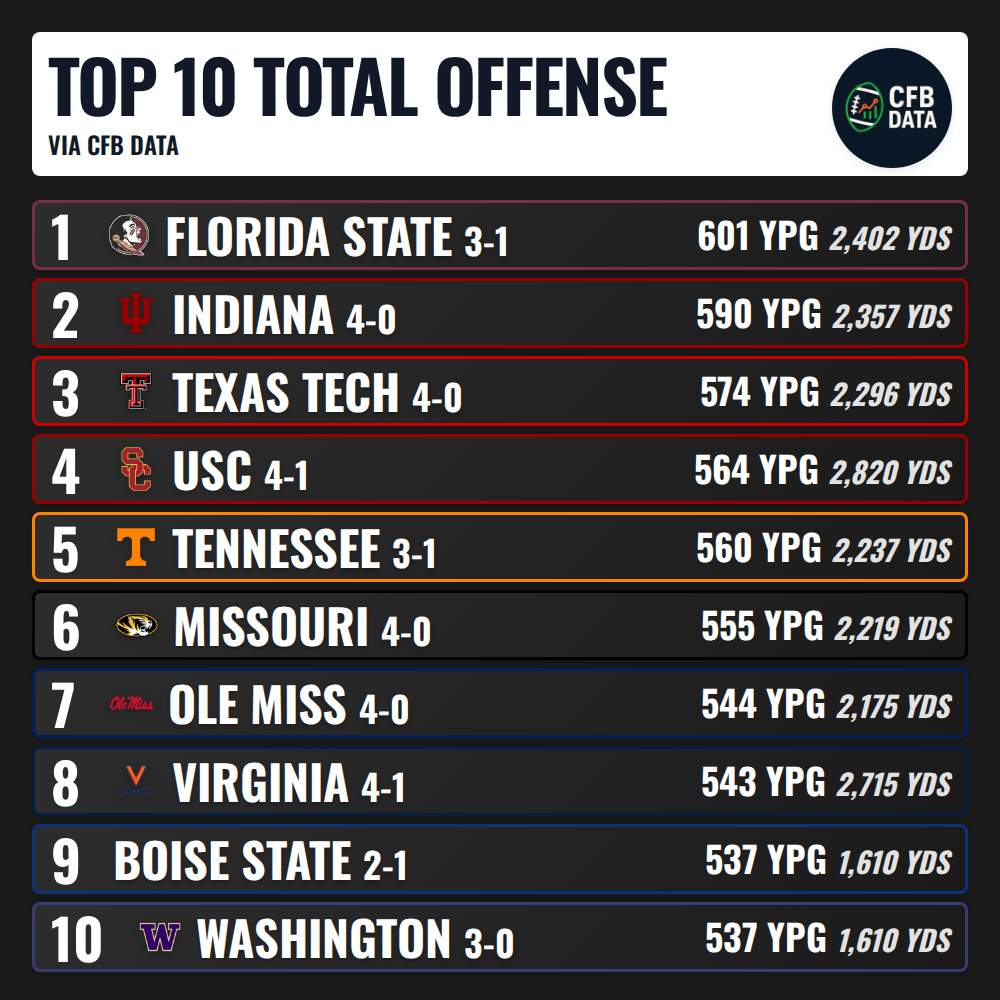 TOP 10 TOTAL OFFENSE
VIA CFB DATA
CFB
DATA
1 FLORIDA STATE 3-1 601 YPG 2,402 YDS
2 INDIANA 4-0 590 YPG 2,357 YDS
3 TEXAS TECH 4-0 574 YPG 2,296 YDS
4 SC USC 4-1 564 YPG 2,820 YDS
5 T TENNESSEE 3-1 560 YPG 2,237 YDS
6 MISSOURI 4-0 555 YPG 2,219 YDS
7 Ole Miss OLE MISS 4-0 544 YPG 2,175 YDS
8 V VIRGINIA 4-1 543 YPG 2,715 YDS
9 BOISE STATE 2-1 537 YPG 1,610 YDS
10 W WASHINGTON 3-0 537 YPG 1,610 YDS